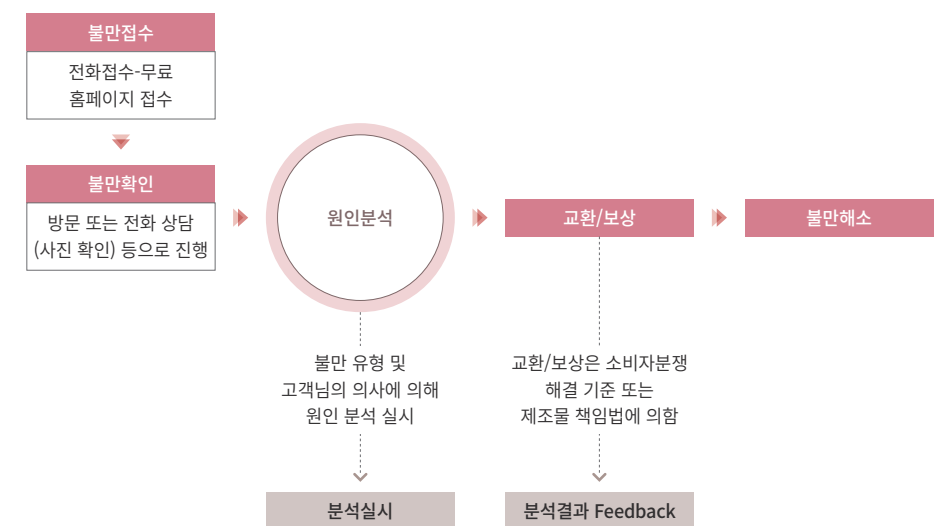 불만접수
전화접수-무료
홈페이지 접수
불만확인
방문 또는 전화 상담
(사진 확인) 등으로 진행
원인분석
교환/보상
불만해소
불만 유형 및
고객님의 의사에 의해
원인 분석 실시
교환/보상은 소비자분쟁
해결 기준 또는
제조물 책임법에 의함
분석실시
분석결과 Feedback